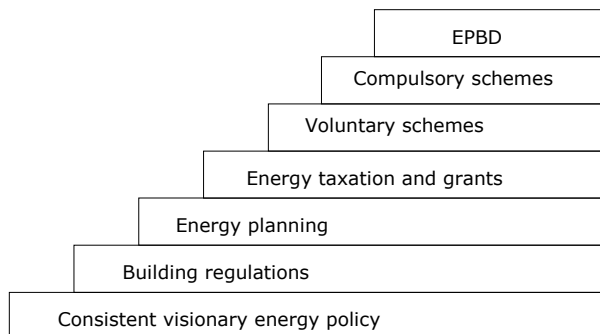 EPBD
Compulsory schemes
Voluntary schemes
Energy taxation and grants
Energy planning
Building regulations
Consistent visionary energy policy